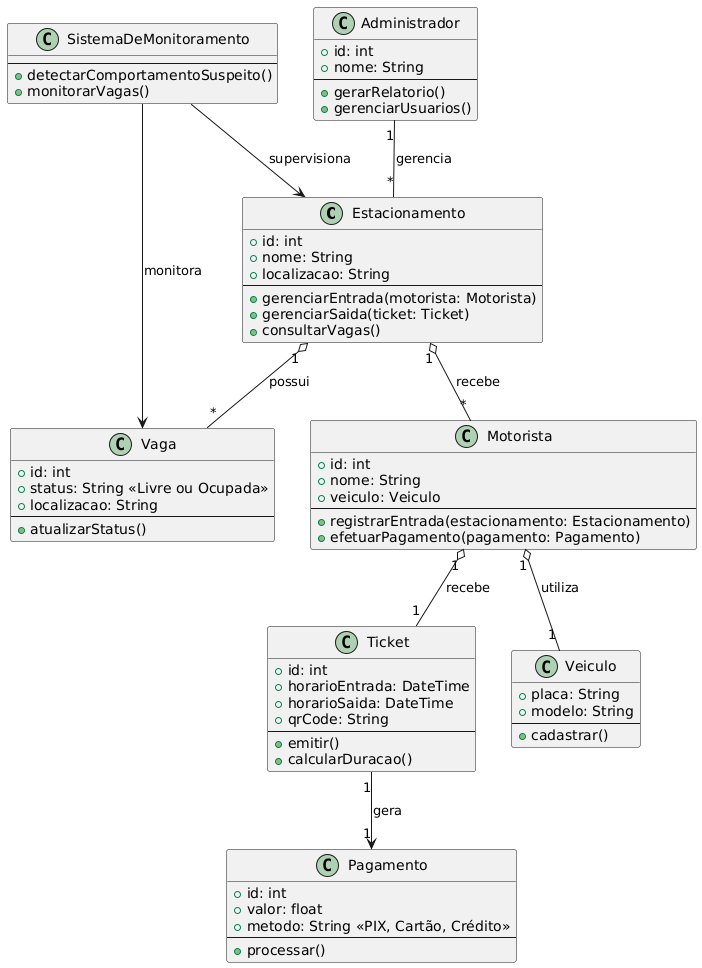 SistemaDeMonitoramento
detectarComportamentoSuspeito()
monitorarVagas()
Administrador
id: int
nome: String
gerarRelatorio()
gerenciarUsuarios()
supervisiona
1
gerencia
*
monitora
Estacionamento
id: int
nome: String
localizacao: String
gerenciarEntrada(motorista: Motorista)
gerenciarSaida(ticket: Ticket)
consultarVagas()
1
possui
*
1
recebe
*
Vaga
id: int
status: String «Livre ou Ocupada»
localizacao: String
atualizarStatus()
Motorista
id: int
nome: String
veiculo: Veiculo
registrarEntrada(estacionamento: Estacionamento)
efetuarPagamento(pagamento: Pagamento)
1
recebe
1
1
utiliza
1
Ticket
id: int
horarioEntrada: DateTime
horarioSaida: DateTime
qrCode: String
emitir()
calcularDuracao()
Veiculo
placa: String
modelo: String
cadastrar()
1
gera
1
Pagamento
id: int
valor: float
metodo: String «PIX, Cartão, Crédito»
processar()